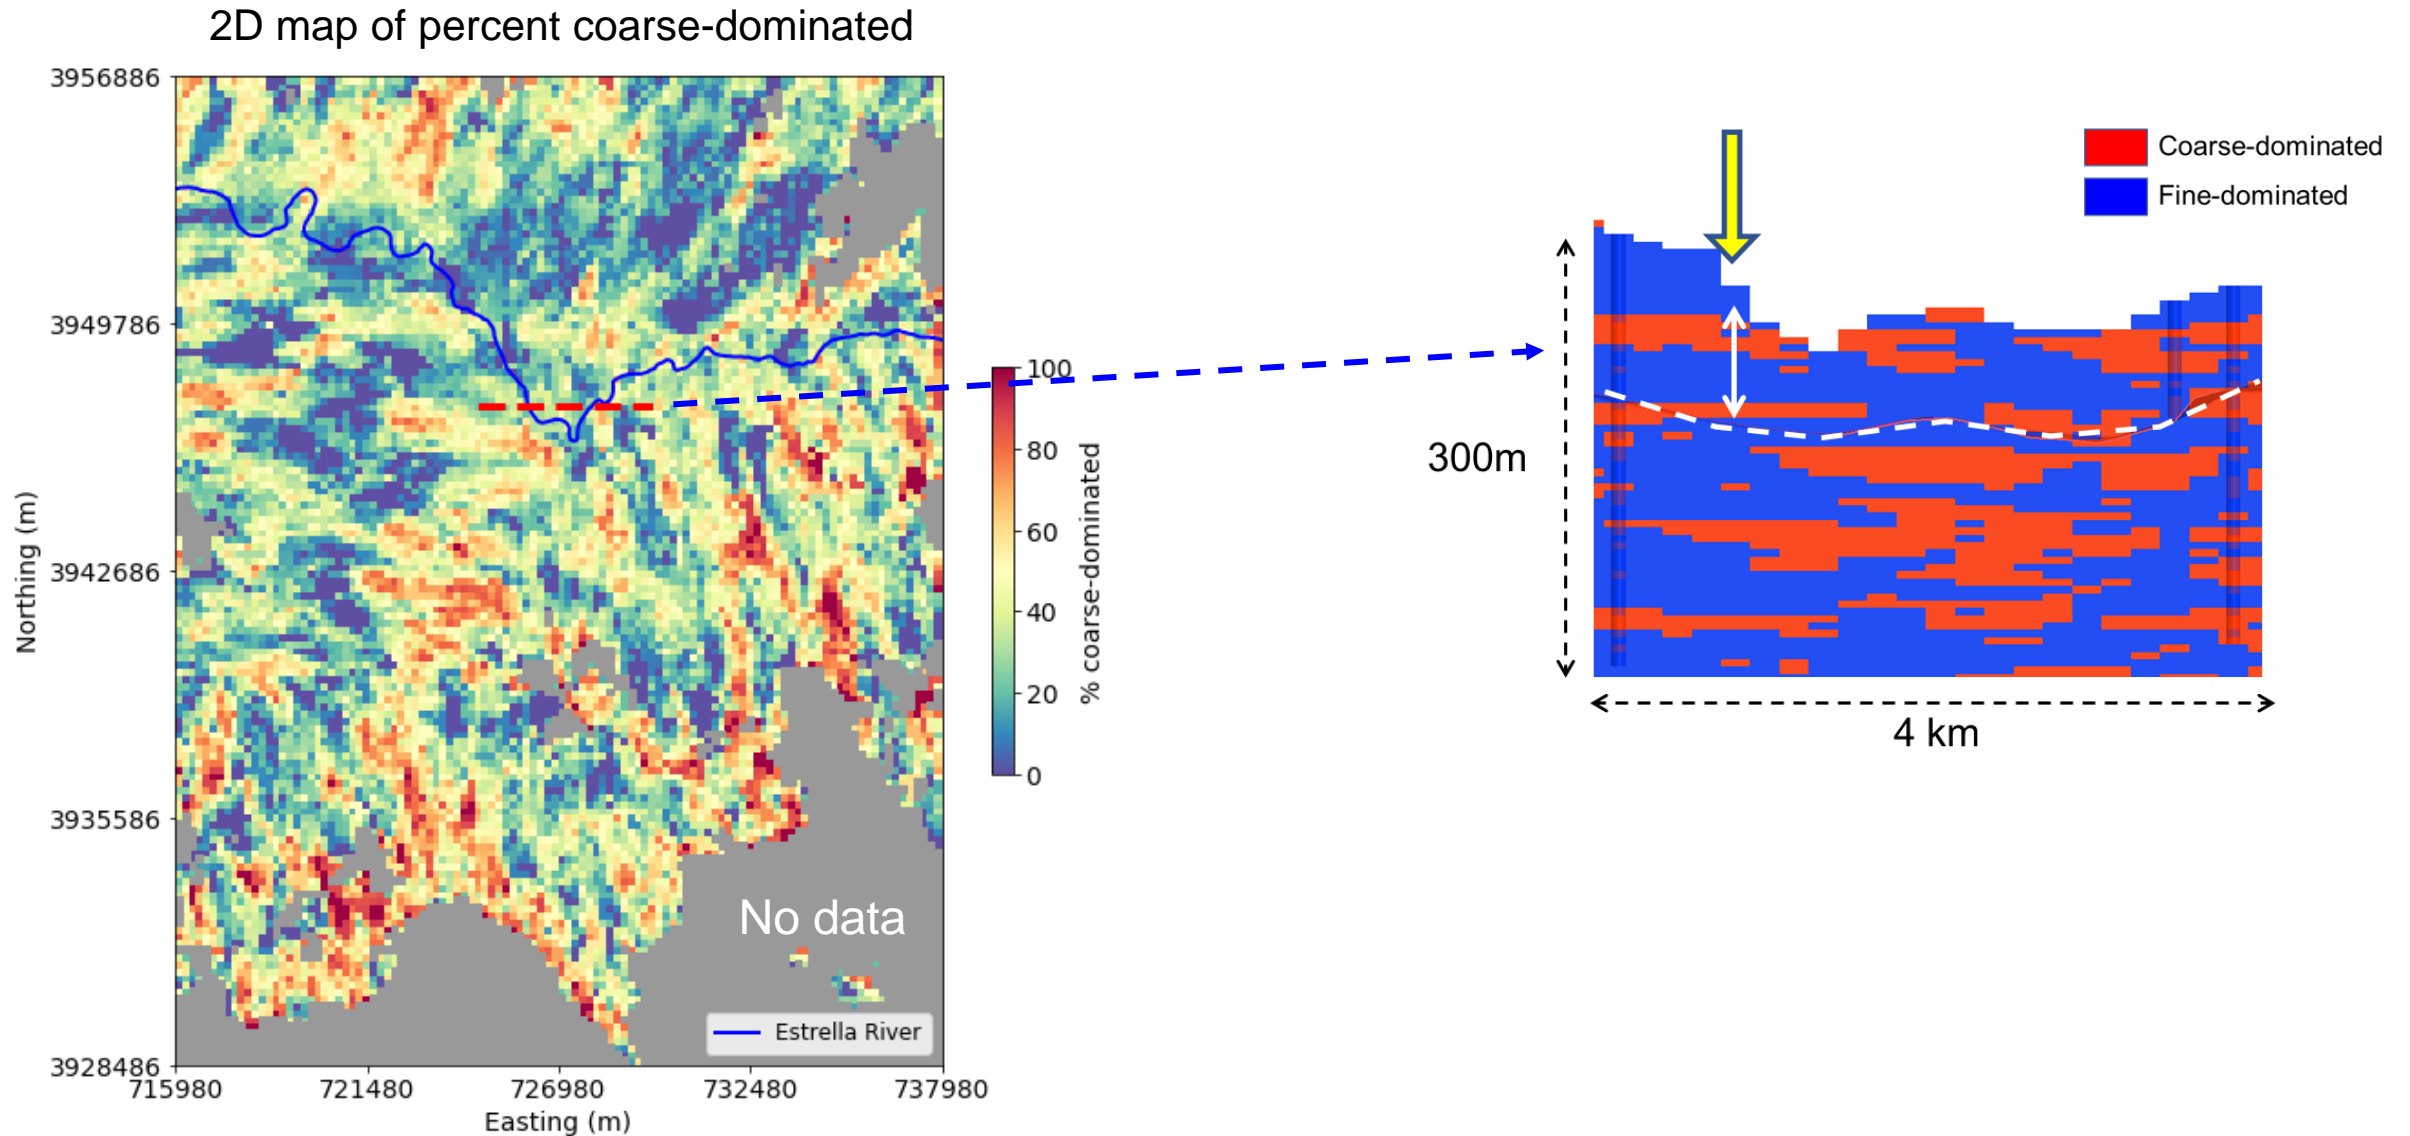 2D map of percent coarse-dominated
3956886
3949786
3942686
3935586
3928486
Northing (m)
715980
721480
726980
732480
737980
Easting (m)
No data
Estrella River
100
80
60
40
20
0
% coarse-dominated
Coarse-dominated
Fine-dominated
300m
4 km